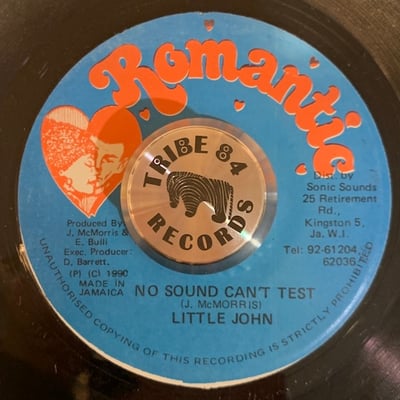 Romantic
TRIBE 84
RECORDS
Dist. by
Sonic Sounds
25 Retirement
Rd.,
Kingston 5,
Ja. W.I.
Tel: 92-61204,
62036
Produced By:
J. McMorris &
E. Bulli
Exec. Producer:
D. Barrett.
(P) (C) 1990
MADE IN
JAMAICA
NO SOUND CAN'T TEST
(J. McMORRIS)
LITTLE JOHN
UNAUTHORISED COPYING OF THIS RECORDING IS STRICTLY PROHIBITED